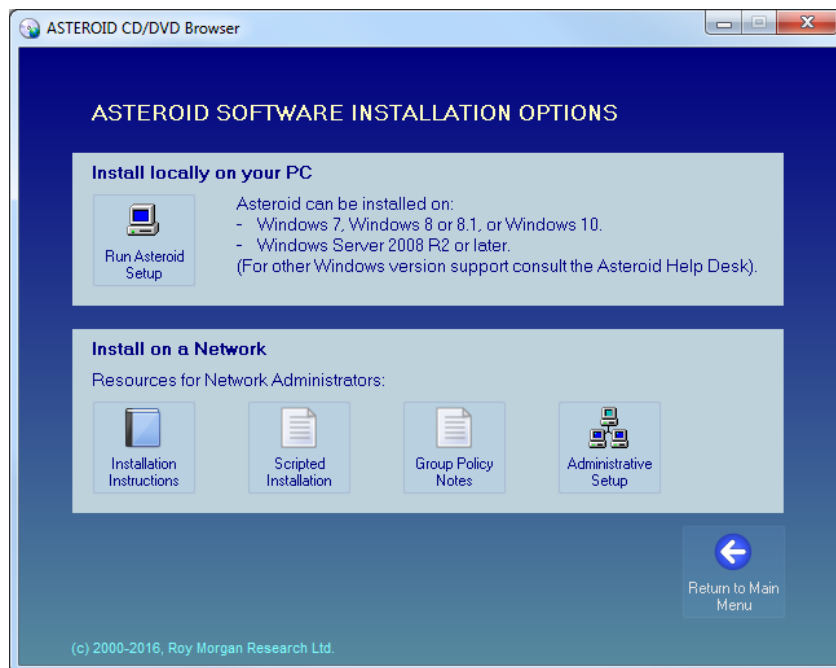 ASTEROID CD/DVD Browser
ASTEROID SOFTWARE INSTALLATION OPTIONS
Install locally on your PC
Run Asteroid
Setup
Asteroid can be installed on:
- Windows 7, Windows 8 or 8.1, or Windows 10.
- Windows Server 2008 R2 or later.
(For other Windows version support consult the Asteroid Help Desk).
Install on a Network
Resources for Network Administrators:
Installation
Instructions
Scripted
Installation
Group Policy
Notes
Administrative
Setup
Return to Main
Menu
(c) 2000-2016, Roy Morgan Research Ltd.